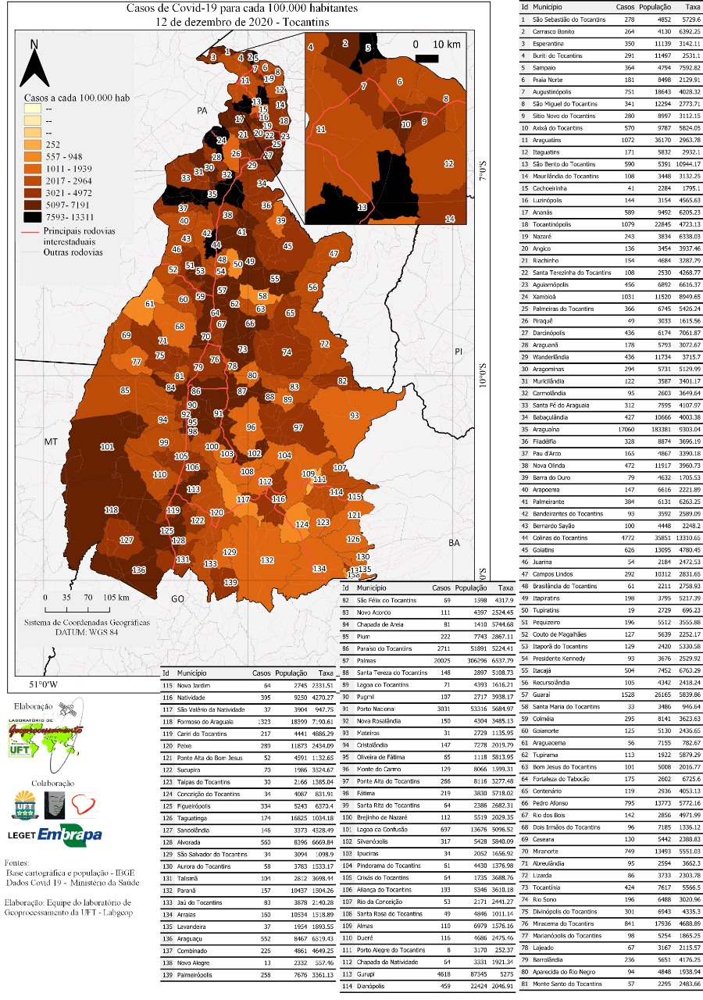 Casos de Covid-19 para cada 100.000 habitantes
12 de dezembro de 2020 - Tocantins
N
0 10 km
Casos a cada 100.000 hab
--
--
--
252
557 - 948
1011 - 1939
2017 - 2964
3021 - 4972
5097- 7191
7593- 13311
Principais rodovias
interestaduais
Outras rodovias
PA
PI
MT
BA
GO
7°0'S
10°0'S
0 35 70 105 km
Sistema de Coordenadas Geográficas
DATUM: WGS 84
51°0'W
Elaboração
LABORATÓRIO DE
Geoprocessamento
UFT
Colaboração
UFT
LEGET Embrapa
Fontes:
Base cartográfica e população - IBGE
Dados Covid 19 - Ministério da Saúde
Elaboração: Equipe do laboratório de
Geoprocessamento da UFT - Labgeo
Id Município Casos População Taxa
1 São Sebastião do Tocantins 278 4852 5729.6
2 Carrasco Bonito 264 4130 6392.25
3 Esperantina 350 11139 3142.11
4 Buriti do Tocantins 291 11497 2531.1
5 Sampaio 364 4794 7592.82
6 Praia Norte 181 8498 2129.91
7 Augustinópolis 751 18643 4028.32
8 São Miguel do Tocantins 341 12294 2773.71
9 Sítio Novo do Tocantins 280 8997 3112.15
10 Axixá do Tocantins 570 9787 5824.05
11 Araguatins 1072 36170 2963.78
12 Itaguatins 171 5832 2932.1
13 São Bento do Tocantins 590 5391 10944.17
14 Maurilândia do Tocantins 108 3448 3132.25
15 Cachoeirinha 41 2284 1795.1
16 Luzinópolis 144 3154 4565.63
17 Ananás 589 9492 6205.23
18 Tocantinópolis 1079 22845 4723.13
19 Nazaré 243 3834 6338.03
20 Angico 136 3454 3937.46
21 Riachinho 154 4684 3287.79
22 Santa Terezinha do Tocantins 108 2530 4268.77
23 Aguiarnópolis 456 6892 6616.37
24 Xambioá 1031 11520 8949.65
25 Palmeiras do Tocantins 366 6745 5426.24
26 Piraquê 49 3033 1615.56
27 Darcinópolis 436 6174 7061.87
28 Araguanã 178 5793 3072.67
29 Wanderlândia 436 11734 3715.7
30 Aragominas 294 5731 5129.99
31 Muricilândia 122 3587 3401.17
32 Carmolândia 95 2603 3649.64
33 Santa Fé do Araguaia 312 7595 4107.97
34 Babaçulândia 427 10666 4003.38
35 Araguaína 17060 183381 9303.04
36 Filadélfia 328 8874 3696.19
37 Pau d'Arco 165 4867 3390.18
38 Nova Olinda 472 11917 3960.73
39 Barra do Ouro 79 4632 1705.53
40 Arapoema 147 6616 2221.89
41 Palmeirante 384 6131 6263.25
42 Bandeirantes do Tocantins 93 3592 2589.09
43 Bernardo Sayão 100 4448 2248.2
44 Colinas do Tocantins 4772 35851 13310.65
45 Goiatins 626 13095 4780.45
46 Juarina 54 2184 2472.53
47 Campos Lindos 292 10312 2831.65
48 Brasilândia do Tocantins 61 2211 2758.93
49 Itapiratins 198 3795 5217.39
50 Tupiratins 19 2729 696.23
51 Pequizeiro 196 5512 3555.88
52 Couto de Magalhães 127 5639 2252.17
53 Itaporã do Tocantins 129 2420 5330.58
54 Presidente Kennedy 93 3676 2529.92
55 Itacajá 504 7452 6763.29
56 Recursolândia 105 4342 2418.24
57 Guaraí 1528 26165 5839.86
58 Santa Maria do Tocantins 33 3486 946.64
59 Colméia 295 8141 3623.63
60 Goianorte 125 5130 2436.65
61 Araguacema 56 7155 782.67
62 Tupirama 113 1922 5879.29
63 Bom Jesus do Tocantins 101 5008 2016.77
64 Fortaleza do Tabocão 175 2602 6725.6
65 Centenário 119 2936 4053.13
66 Pedro Afonso 795 13773 5772.16
67 Rio dos Bois 142 2856 4971.99
68 Dois Irmãos do Tocantins 96 7185 1336.12
69 Caseara 130 5442 2388.83
70 Miranorte 749 13493 5551.03
71 Abreulândia 95 2594 3662.3
72 Lizarda 86 3733 2303.78
73 Tocantínia 424 7617 5566.5
74 Rio Sono 196 6488 3020.96
75 Divinópolis do Tocantins 301 6943 4335.3
76 Miracema do Tocantins 841 17936 4688.89
77 Marianópolis do Tocantins 98 5254 1865.25
78 Lajeado 67 3167 2115.57
79 Barrolândia 236 5651 4176.25
80 Aparecida do Rio Negro 94 4848 1938.94
81 Monte Santo do Tocantins 57 2295 2483.66
Id Município Casos População Taxa
82 São Félix do Tocantins 69 1598 4317.9
83 Novo Acordo 111 4397 2524.45
84 Chapada de Areia 81 1410 5744.68
85 Pium 222 7743 2867.11
86 Paraíso do Tocantins 2711 51891 5224.41
87 Palmas 20025 306296 6537.79
88 Santa Tereza do Tocantins 148 2897 5108.73
89 Lagoa do Tocantins 71 4393 1616.21
90 Pugmil 107 2717 3938.17
91 Porto Nacional 3031 53316 5684.97
92 Nova Rosalândia 150 4304 3485.13
93 Mateiros 31 2729 1135.95
94 Cristalândia 147 7278 2019.79
95 Oliveira de Fátima 65 1118 5813.95
96 Monte do Carmo 129 8066 1599.31
97 Ponte Alta do Tocantins 266 8116 3277.48
98 Fátima 219 3830 5718.02
99 Santa Rita do Tocantins 64 2386 2682.31
100 Brejinho de Nazaré 112 5519 2029.35
101 Lagoa da Confusão 697 13676 5096.52
102 Silvanópolis 317 5428 5840.09
103 Ipueiras 34 2052 1656.92
104 Pindorama do Tocantins 61 4430 1376.98
105 Crixás do Tocantins 64 1735 3688.76
106 Aliança do Tocantins 193 5346 3610.18
107 Rio da Conceição 53 2171 2441.27
108 Santa Rosa do Tocantins 49 4846 1011.14
109 Almas 110 6979 1576.16
110 Dueré 116 4686 2475.46
111 Porto Alegre do Tocantins 8 3170 252.37
112 Chapada da Natividade 64 3331 1921.34
113 Gurupi 4618 87545 5275
114 Dianópolis 459 22424 2046.91
Id Município Casos População Taxa
115 Novo Jardim 64 2745 2331.51
116 Natividade 395 9250 4270.27
117 São Valério da Natividade 37 3904 947.75
118 Formoso do Araguaia 1323 18399 7190.61
119 Cariri do Tocantins 217 4441 4886.29
120 Peixe 289 11873 2434.09
121 Ponte Alta do Bom Jesus 52 4591 1132.65
122 Sucupira 70 1986 3524.67
123 Taipas do Tocantins 30 2166 1385.04
124 Conceição do Tocantins 34 4087 831.91
125 Figueirópolis 334 5243 6370.4
126 Taguatinga 174 16825 1034.18
127 Sandolândia 146 3373 4328.49
128 Alvorada 560 8396 6669.84
129 São Salvador do Tocantins 34 3094 1098.9
130 Aurora do Tocantins 58 3783 1533.17
131 Talismã 104 2812 3698.44
132 Paranã 157 10437 1504.26
133 Jaú do Tocantins 83 3878 2140.28
134 Arraias 160 10534 1518.89
135 Lavandeira 37 1954 1893.55
136 Araguaçu 552 8467 6519.43
137 Combinado 226 4861 4649.25
138 Novo Alegre 13 2332 557.46
139 Palmeirópolis 258 7676 3361.13